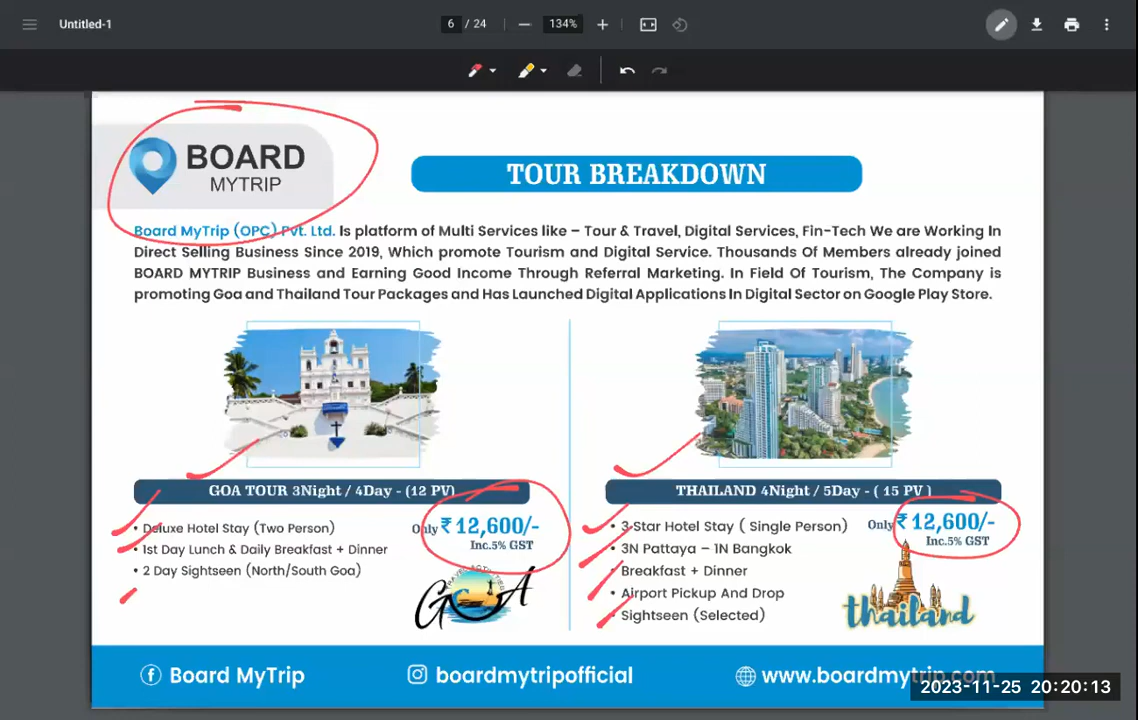 Untitled-1
6 / 24
134%
BOARD
MYTRIP
TOUR BREAKDOWN
Board MyTrip (OPC) Pvt. Ltd. Is platform of Multi Services like – Tour & Travel, Digital Services, Fin-Tech We are Working In
Direct Selling Business Since 2019, Which promote Tourism and Digital Service. Thousands Of Members already joined
BOARD MYTRIP Business and Earning Good Income Through Referral Marketing. In Field Of Tourism, The Company is
promoting Goa and Thailand Tour Packages and Has Launched Digital Applications In Digital Sector on Google Play Store.
GOA TOUR 3Night / 4Day - (12 PV)
• Deluxe Hotel Stay (Two Person)
• 1st Day Lunch & Daily Breakfast + Dinner
• 2 Day Sightseen (North/South Goa)
Only ₹ 12,600/-
Inc.5% GST
GOA
THAILAND 4Night / 5Day - ( 15 PV )
• 3-Star Hotel Stay ( Single Person)
• 3N Pattaya – 1N Bangkok
• Breakfast + Dinner
• Airport Pickup And Drop
• Sightseen (Selected)
Only ₹ 12,600/-
Inc.5% GST
thailand
Board MyTrip
boardmytripofficial
www.boardmytrip.com
2023-11-25 20:20:13